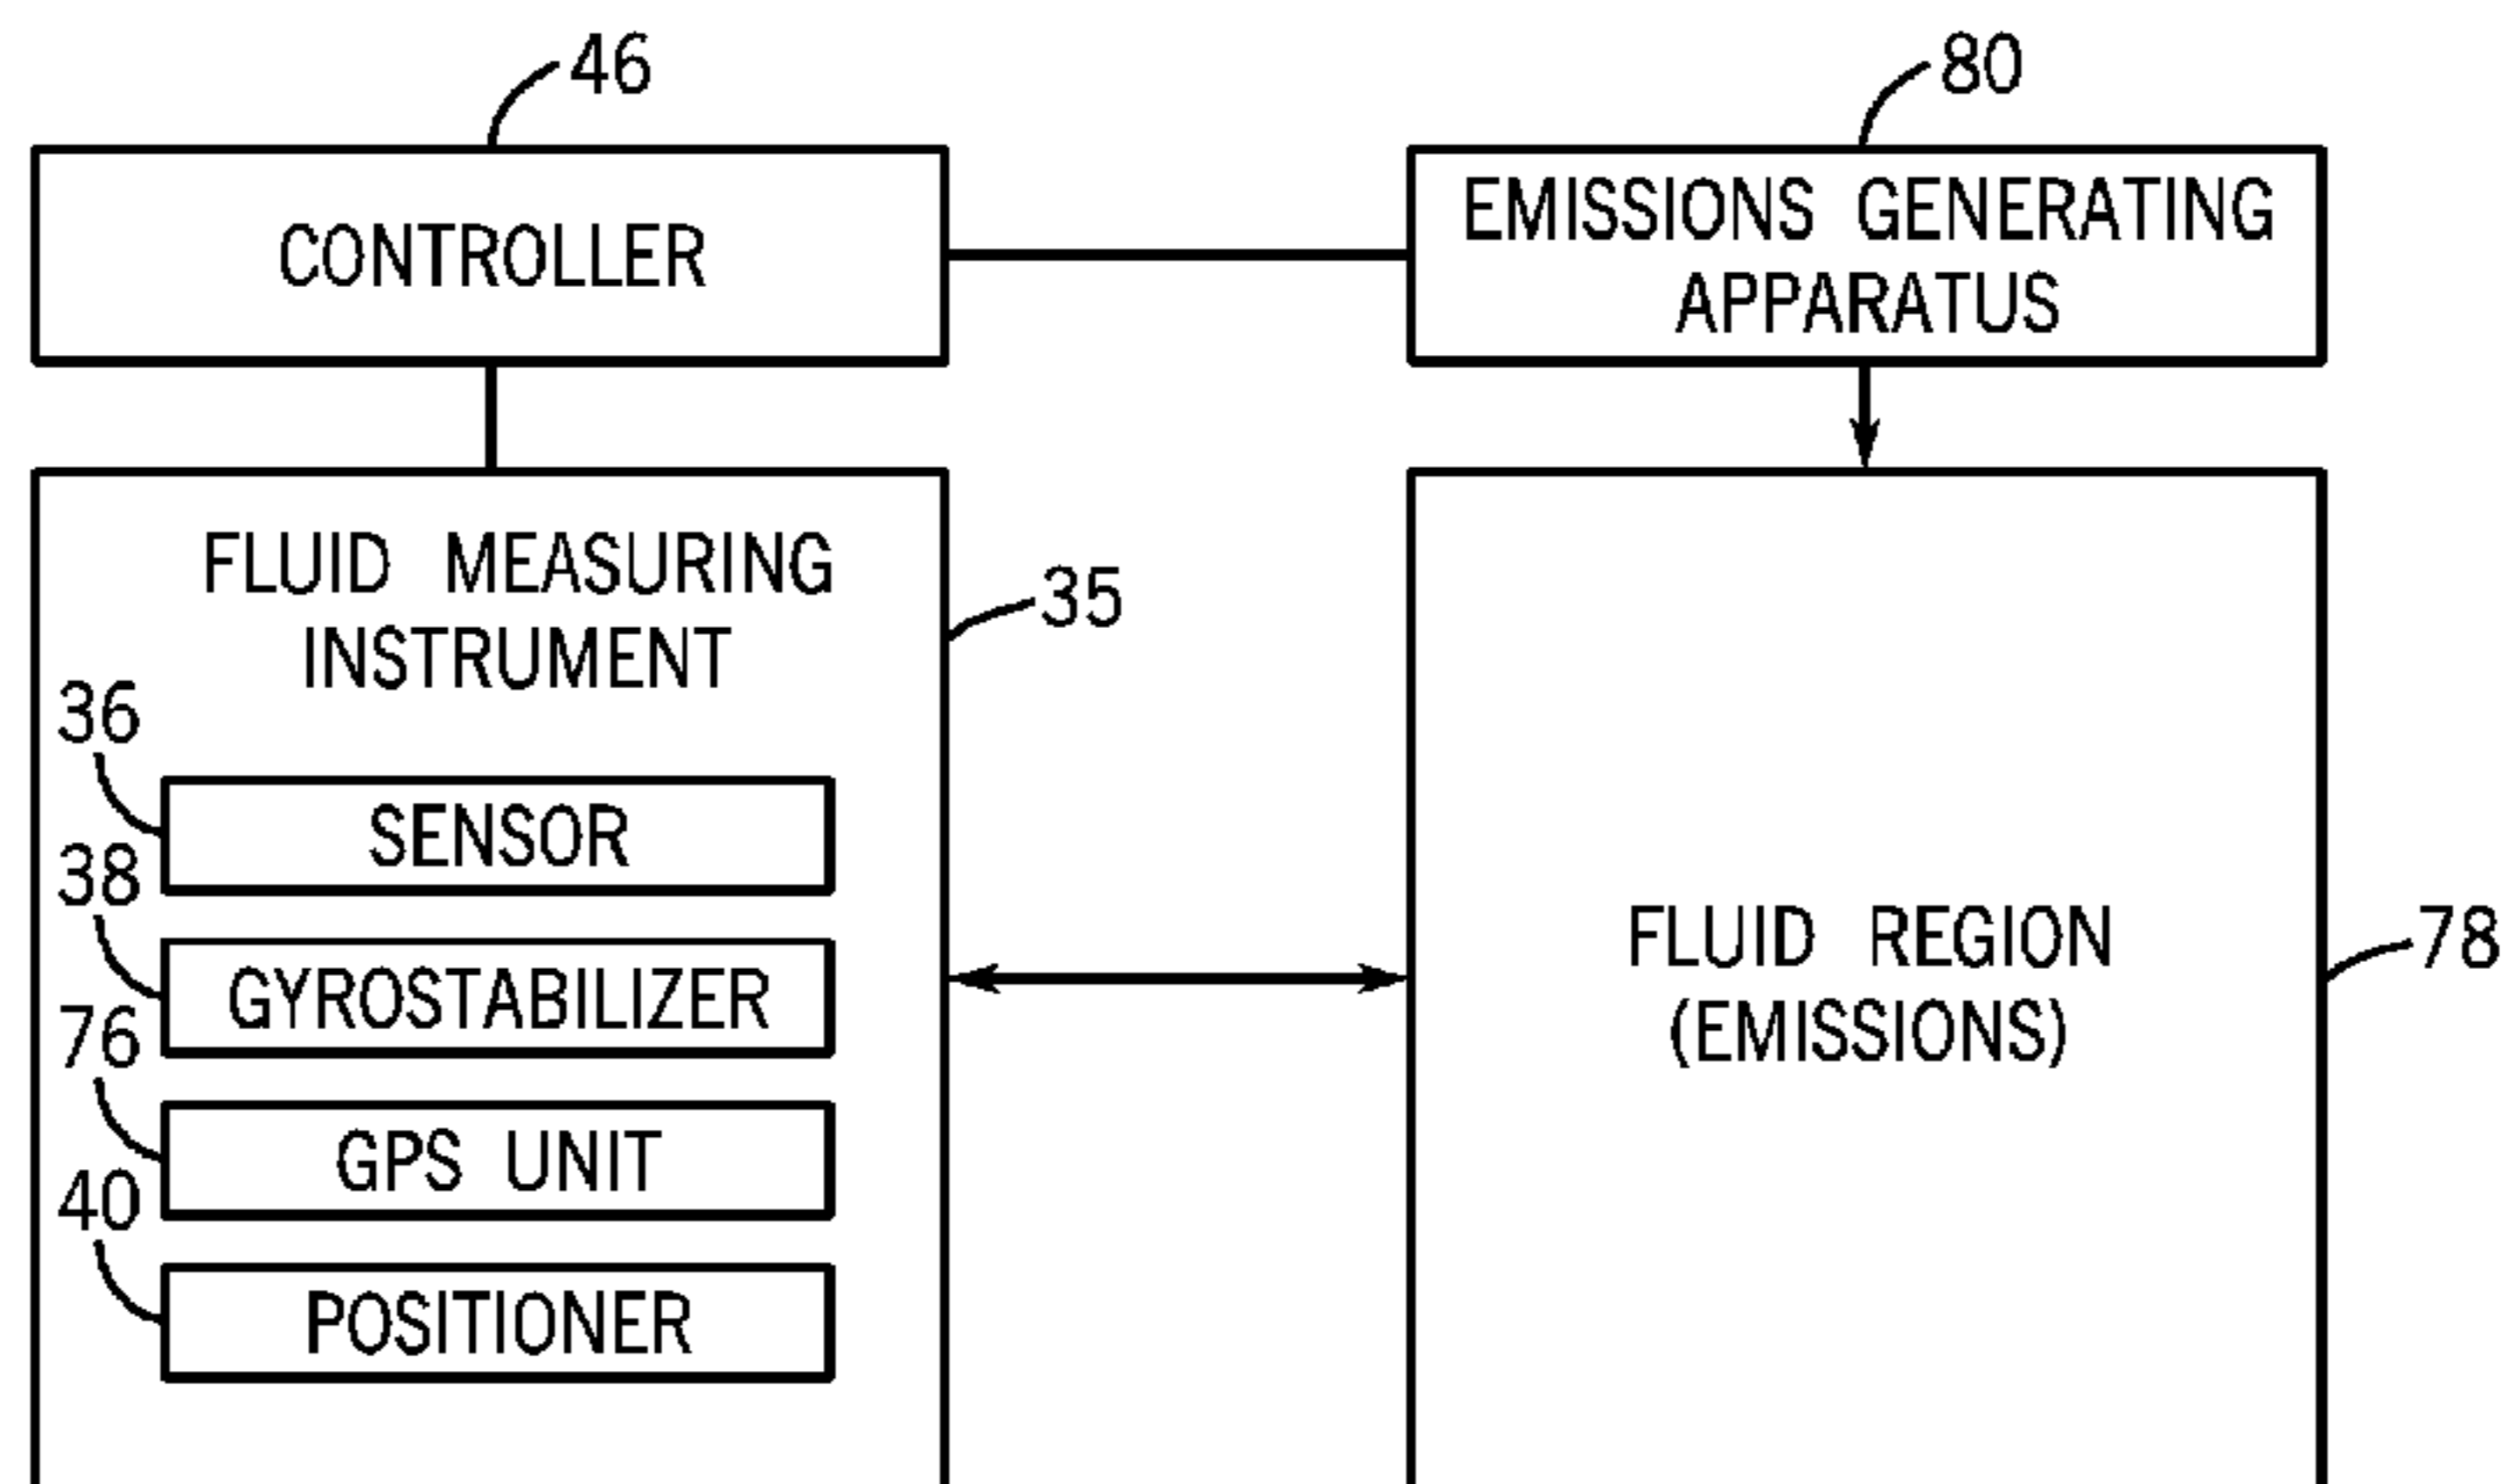 46
80
CONTROLLER
EMISSIONS GENERATING
APPARATUS
FLUID MEASURING
INSTRUMENT
35
36
SENSOR
38
GYROSTABILIZER
76
GPS UNIT
40
POSITIONER
FLUID REGION
(EMISSIONS)
78